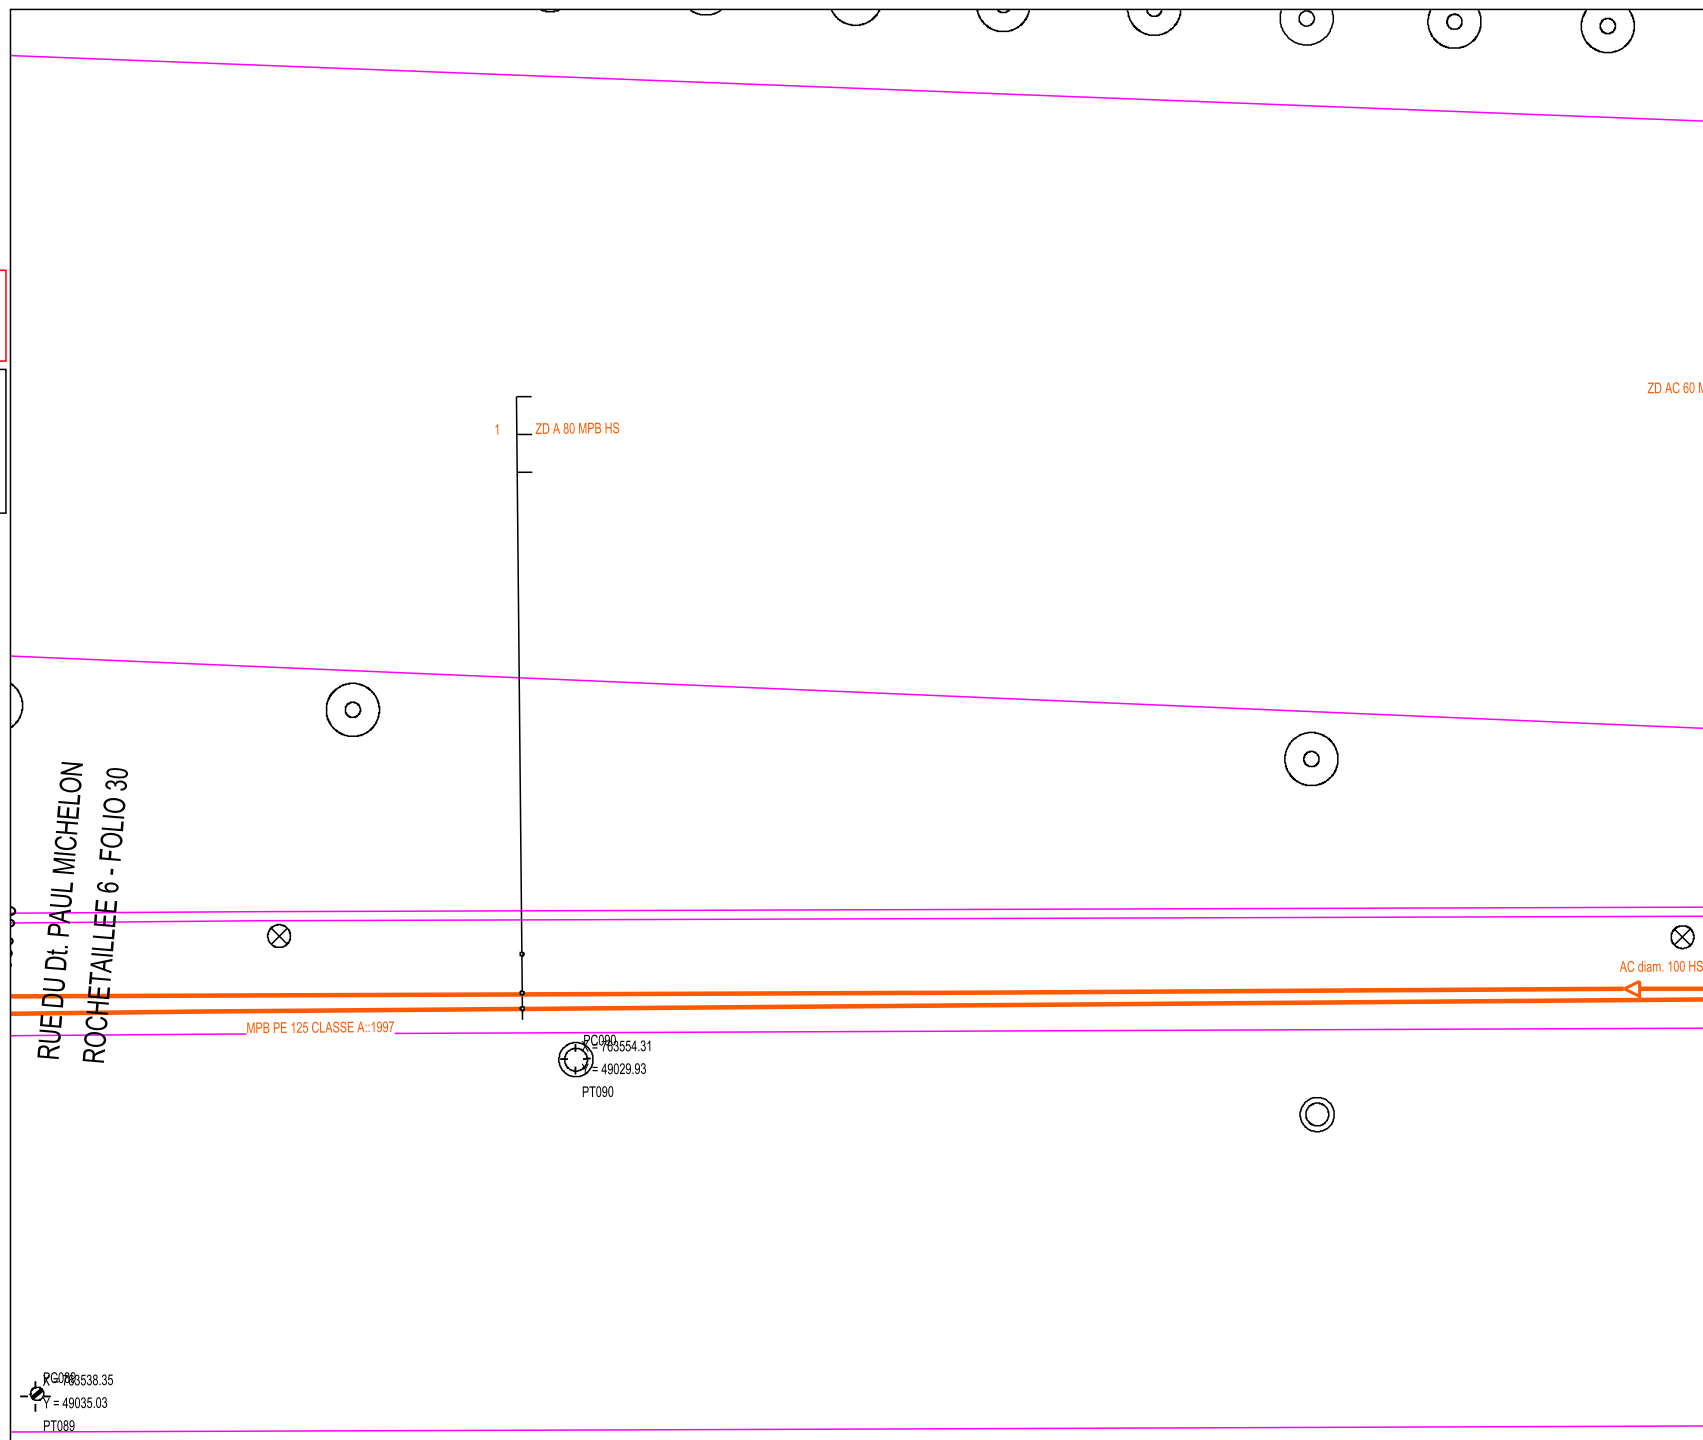 ZD AC 60
1 ZD A 80 MPB HS
RUE DU Dt. PAUL MICHELON
ROCHETAILLEE 6 - FOLIO 30
AC diam. 100 HS
MPB PE 125 CLASSE A::1997
PC090
X = 763554.31
Y = 49029.93
PT090
PC089
X = 763538.35
Y = 49035.03
PT089